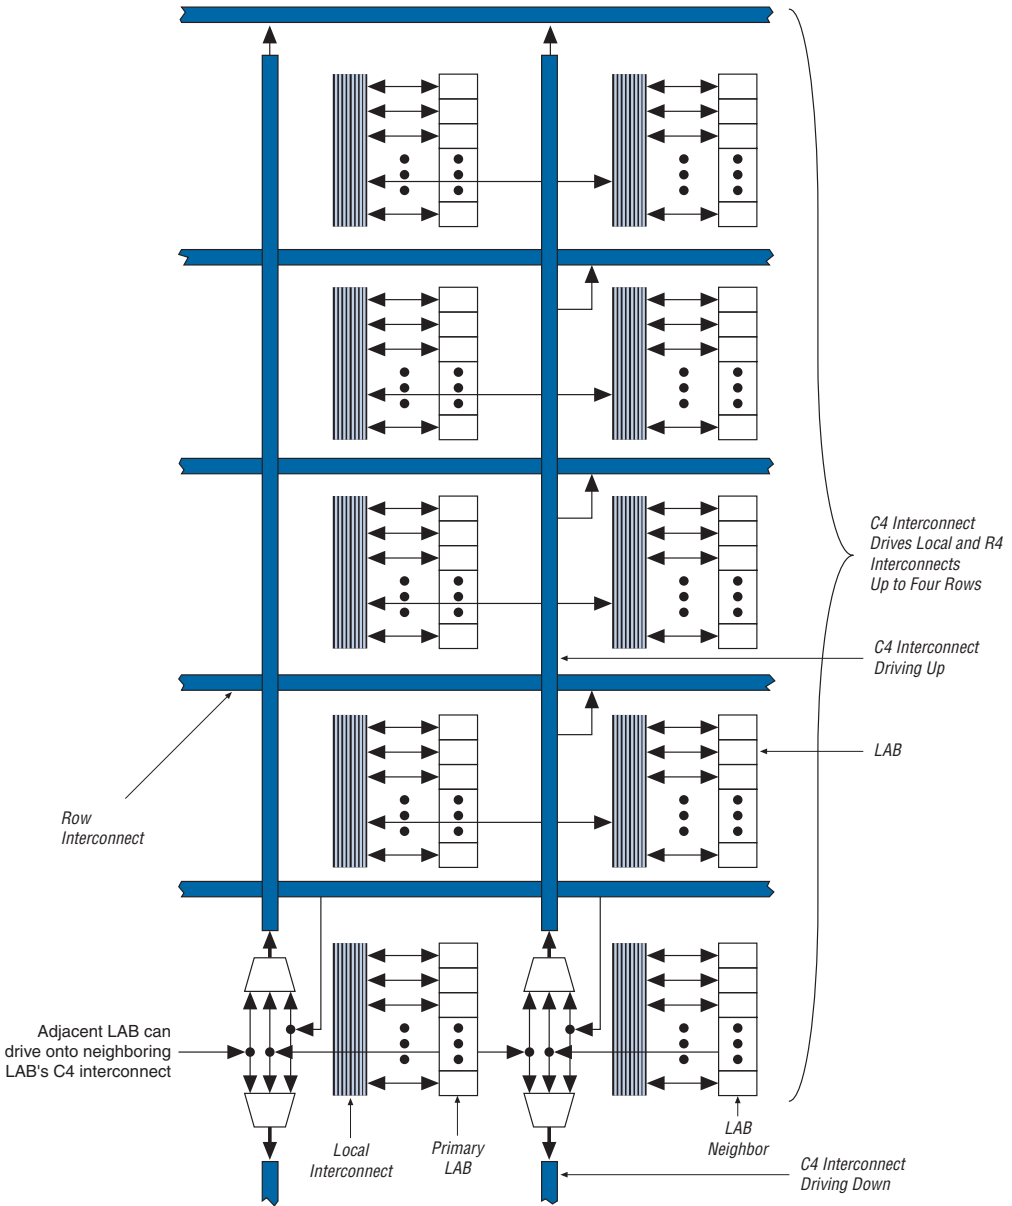 C4 Interconnect
Drives Local and R4
Interconnects
Up to Four Rows
C4 Interconnect
Driving Up
LAB
Row
Interconnect
Adjacent LAB can
drive onto neighboring
LAB's C4 interconnect
Local
Interconnect
Primary
LAB
LAB
Neighbor
C4 Interconnect
Driving Down